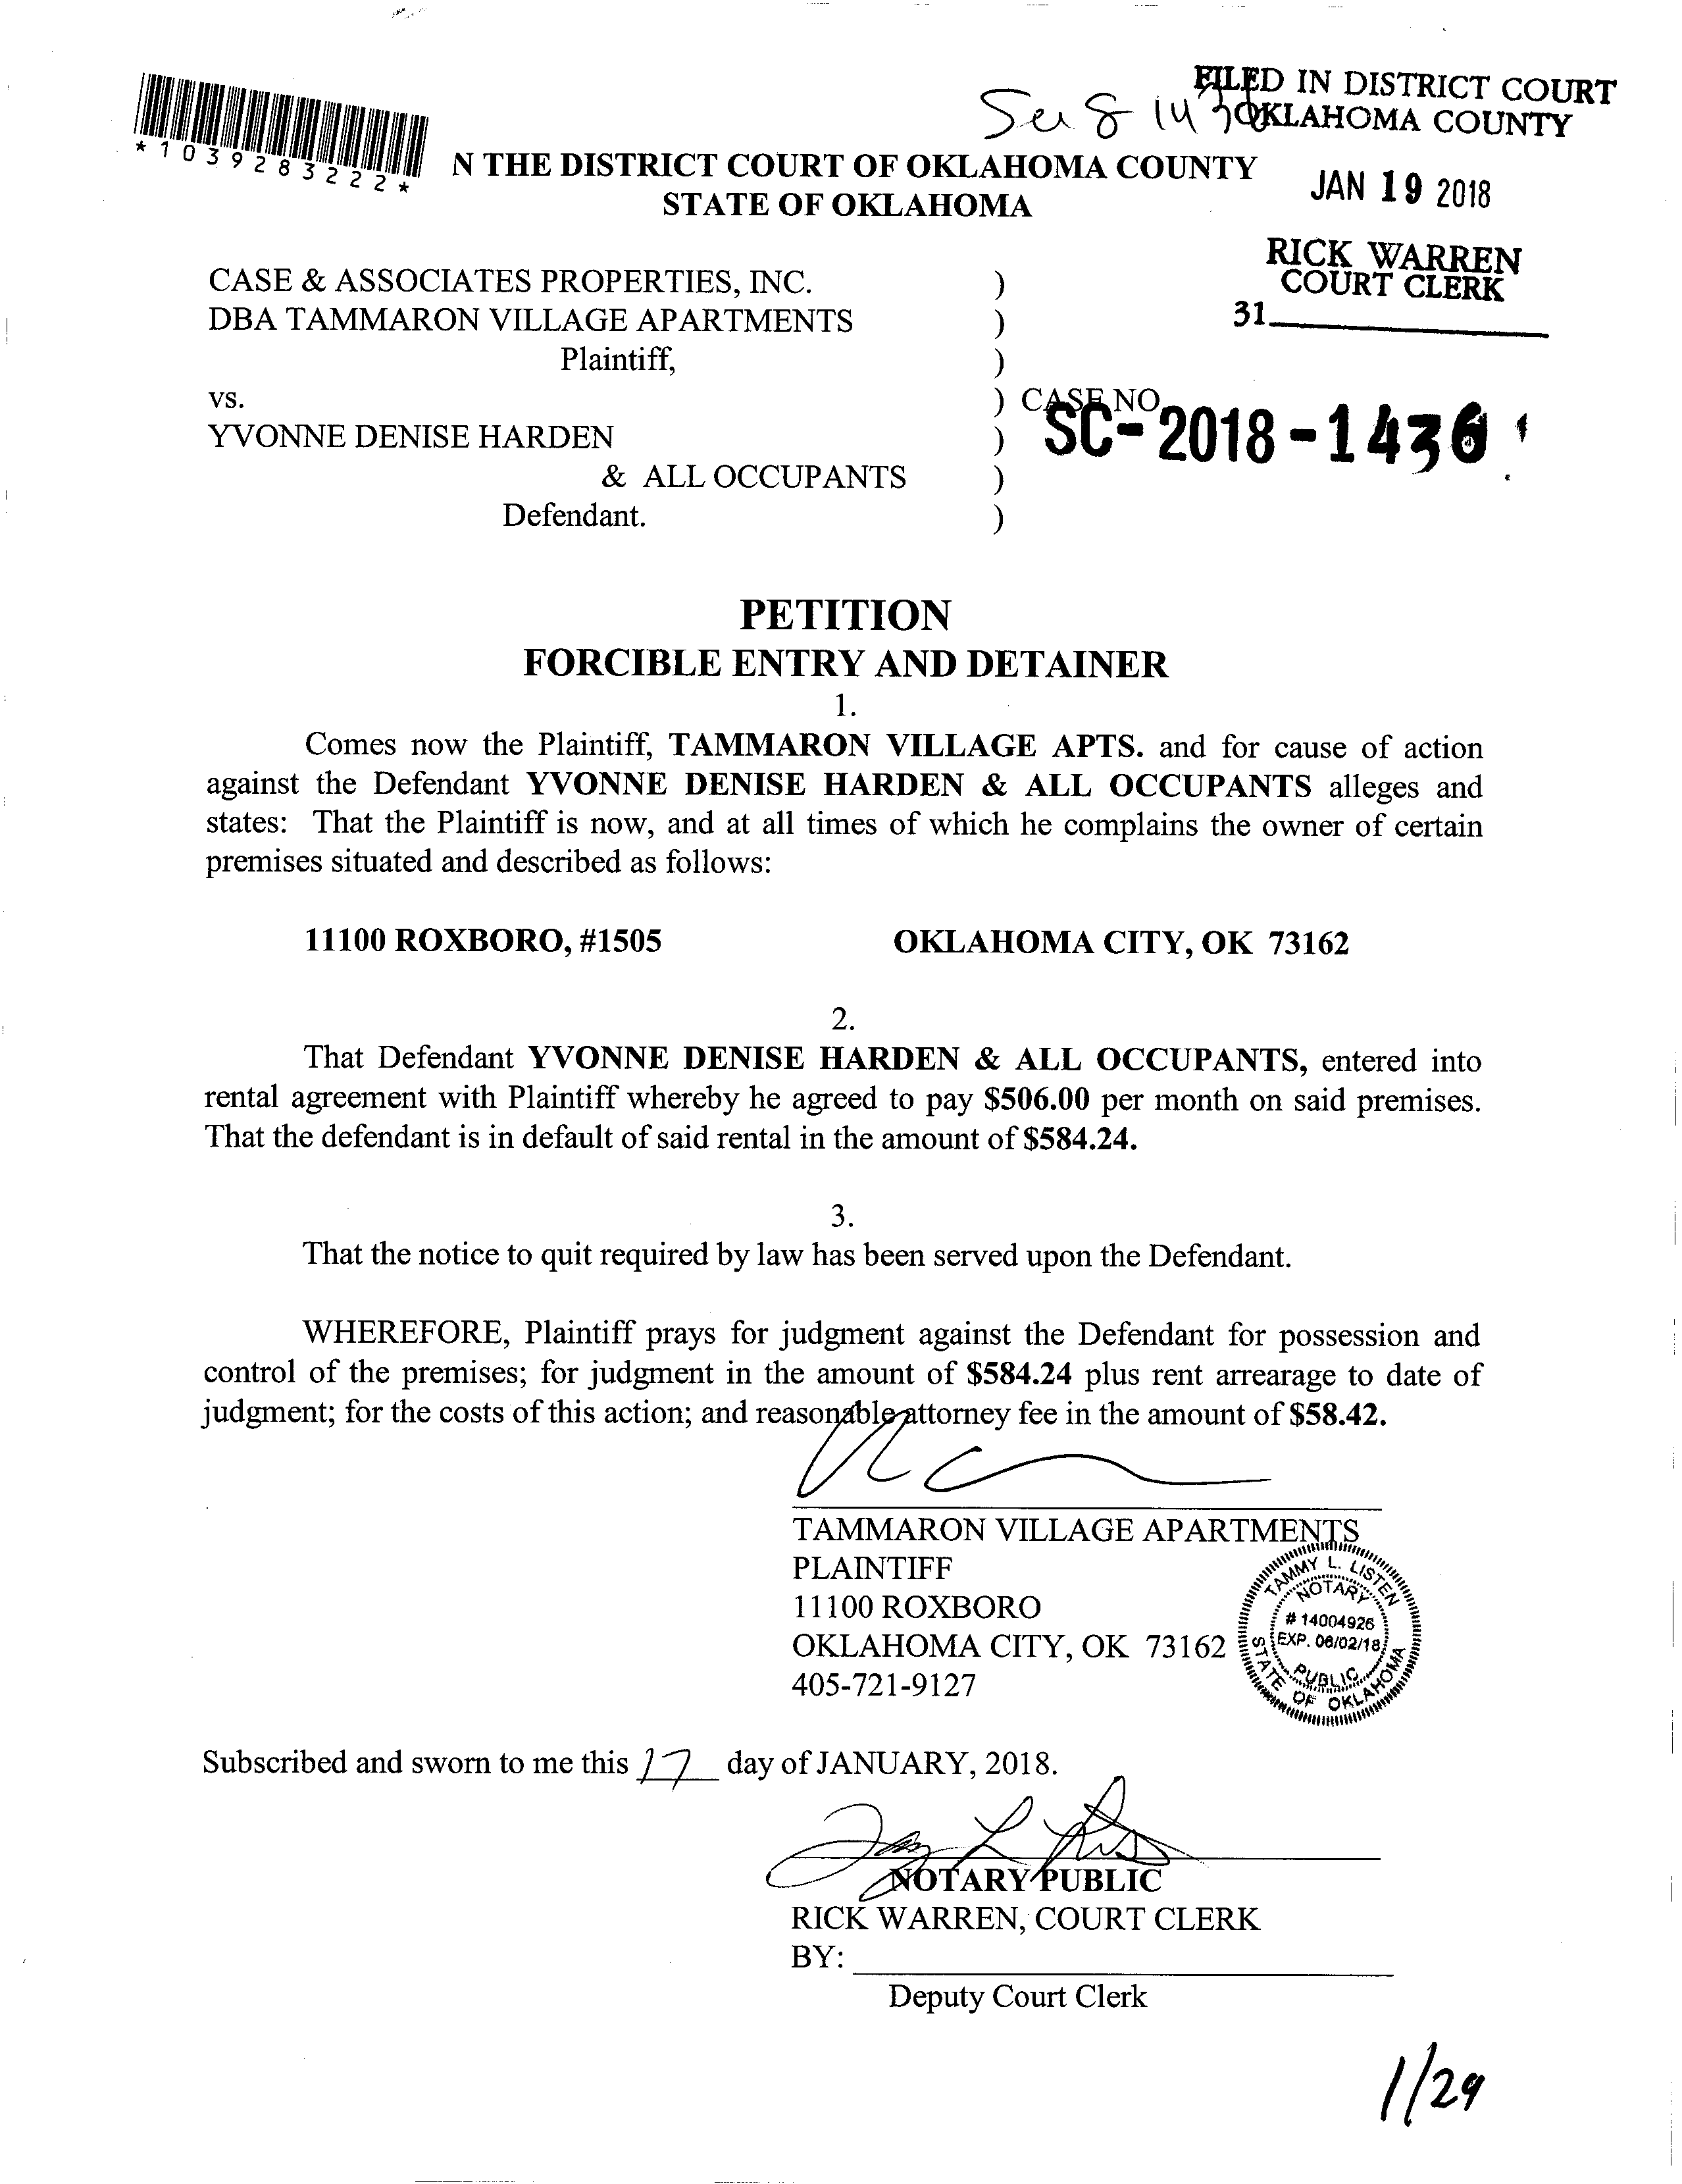 FILED IN DISTRICT COURT
OKLAHOMA COUNTY
JAN 19 2018
RICK WARREN
COURT CLERK
31
*1039283222*
N THE DISTRICT COURT OF OKLAHOMA COUNTY
STATE OF OKLAHOMA
CASE & ASSOCIATES PROPERTIES, INC. )
DBA TAMMARON VILLAGE APARTMENTS )
Plaintiff, )
vs. ) CASE NO.
SC-2018-1436
YVONNE DENISE HARDEN )
& ALL OCCUPANTS )
Defendant. )
PETITION
FORCIBLE ENTRY AND DETAINER
1.
Comes now the Plaintiff, TAMMARON VILLAGE APTS. and for cause of action
against the Defendant YVONNE DENISE HARDEN & ALL OCCUPANTS alleges and
states: That the Plaintiff is now, and at all times of which he complains the owner of certain
premises situated and described as follows:
11100 ROXBORO, #1505 OKLAHOMA CITY, OK 73162
2.
That Defendant YVONNE DENISE HARDEN & ALL OCCUPANTS, entered into
rental agreement with Plaintiff whereby he agreed to pay $506.00 per month on said premises.
That the defendant is in default of said rental in the amount of $584.24.
3.
That the notice to quit required by law has been served upon the Defendant.
WHEREFORE, Plaintiff prays for judgment against the Defendant for possession and
control of the premises; for judgment in the amount of $584.24 plus rent arrearage to date of
judgment; for the costs of this action; and reasonable attorney fee in the amount of $58.42.
TAMMARON VILLAGE APARTMENTS
PLAINTIFF
11100 ROXBORO
OKLAHOMA CITY, OK 73162
405-721-9127
TAMMY L. LISTEN
NOTARY
# 14004926
EXP. 06/02/18
PUBLIC
STATE OF OKLAHOMA
Subscribed and sworn to me this 17 day of JANUARY, 2018.
NOTARY PUBLIC
RICK WARREN, COURT CLERK
BY:
Deputy Court Clerk
1/29